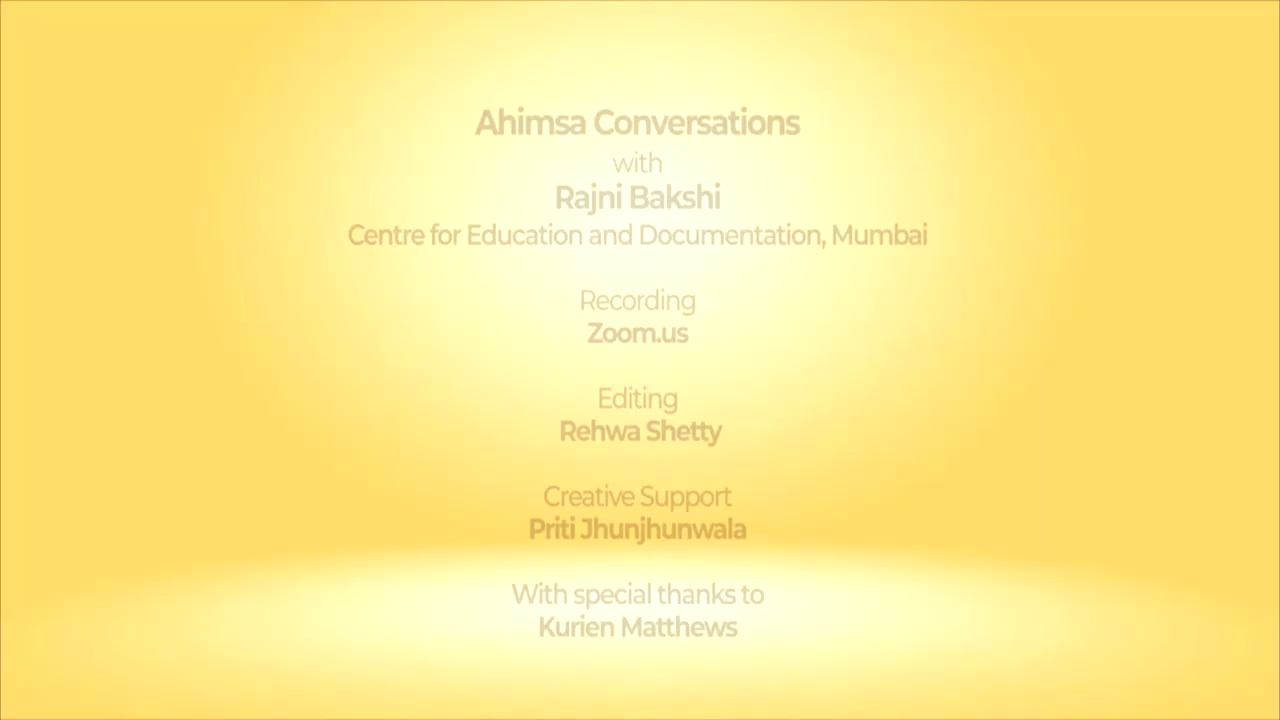 Ahimsa Conversations
with
Rajni Bakshi
Centre for Education and Documentation, Mumbai
Recording
Zoom.us
Editing
Rehwa Shetty
Creative Support
Priti Jhunjhunwala
With special thanks to
Kurien Matthews